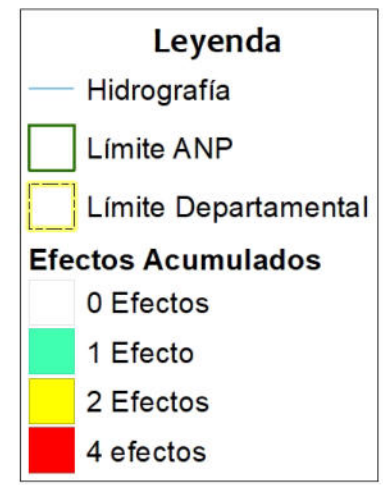 Leyenda
Hidrografía
Límite ANP
Límite Departamental
Efectos Acumulados
0 Efectos
1 Efecto
2 Efectos
4 efectos